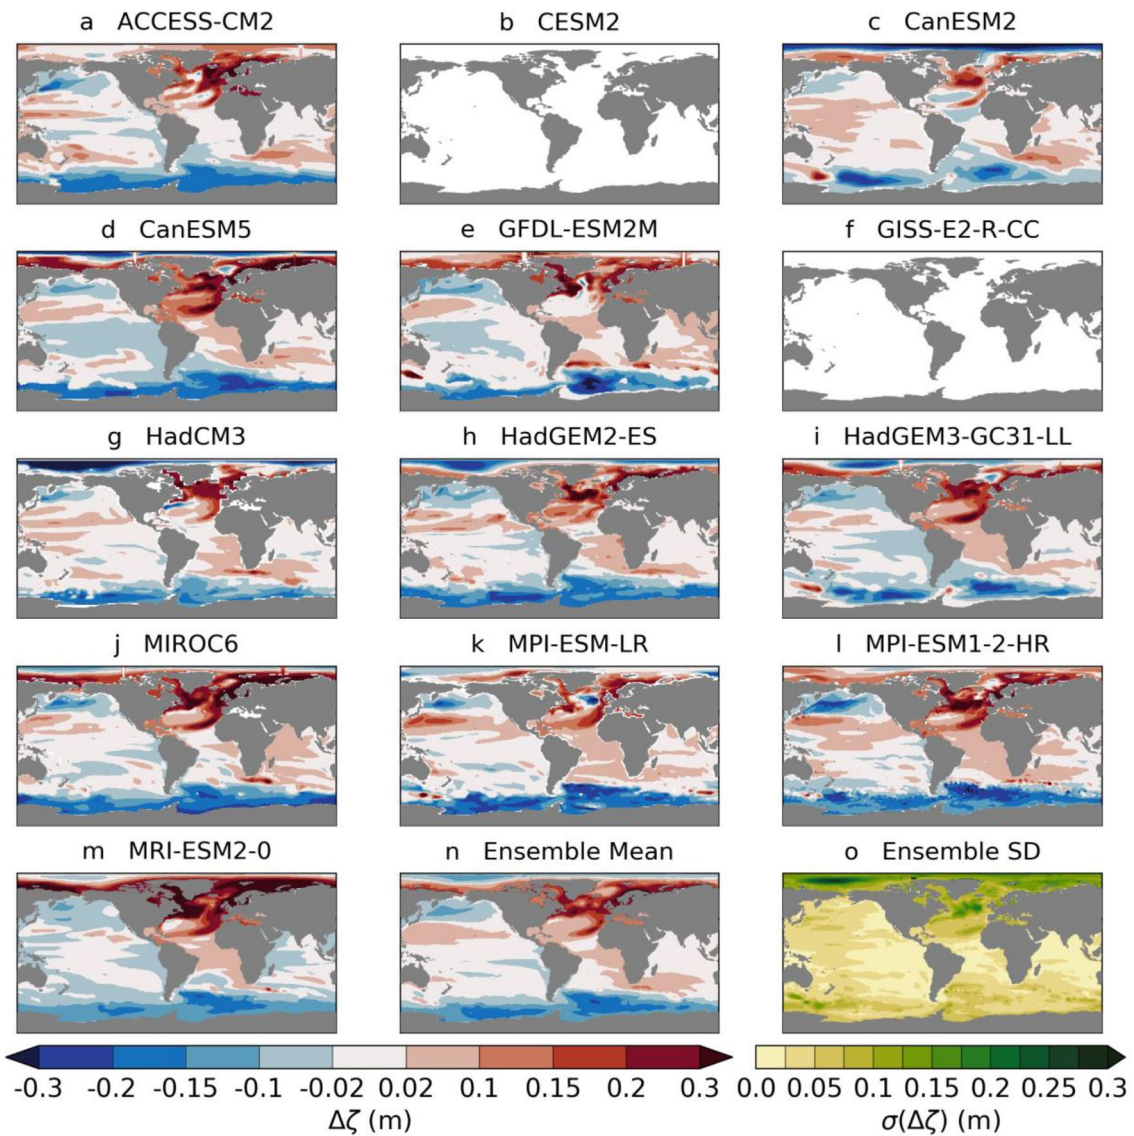 a ACCESS-CM2
b CESM2
c CanESM2
d CanESM5
e GFDL-ESM2M
f GISS-E2-R-CC
g HadCM3
h HadGEM2-ES
i HadGEM3-GC31-LL
j MIROC6
k MPI-ESM-LR
l MPI-ESM1-2-HR
m MRI-ESM2-0
n Ensemble Mean
o Ensemble SD
-0.3 -0.2 -0.15 -0.1 -0.02 0.02 0.1 0.15 0.2 0.3
Δζ (m)
0.0 0.05 0.1 0.15 0.2 0.25 0.3
σ(Δζ) (m)